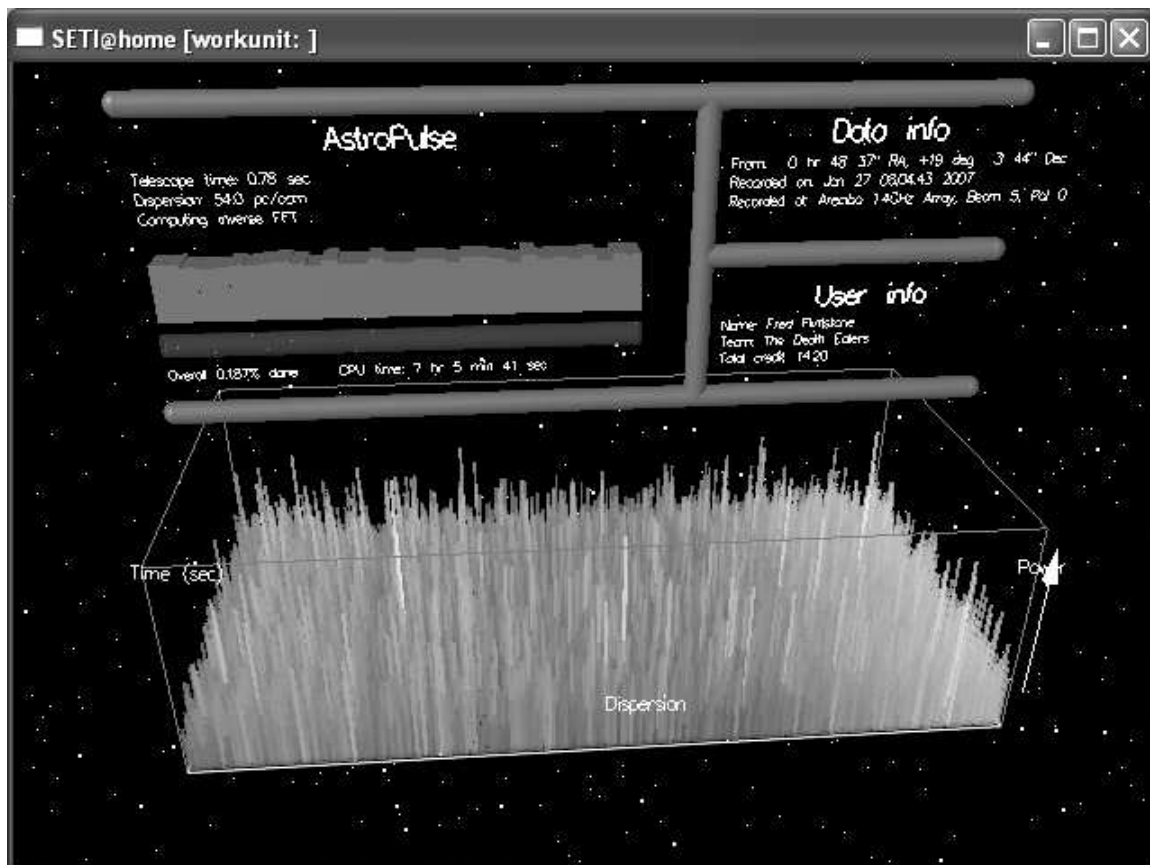 SETI@home [workunit: ]
AstroPulse
Telescope time: 0.78 sec
Dispersion: 54.0 pc/ccm
Computing inverse FFT
Overall 0.187% done
CPU time: 7 hr 5 min 41 sec
Data info
From: 0 hr 48' 37" RA, +19 deg 3' 44" Dec
Recorded on: Jan 27 08:04:43 2007
Recorded at: Arecibo 1.4GHz Array, Beam 5, Pol 0
User info
Name: Fred Flintstone
Team: The Death Eaters
Total credit: 1420
Time (sec)
Power
Dispersion